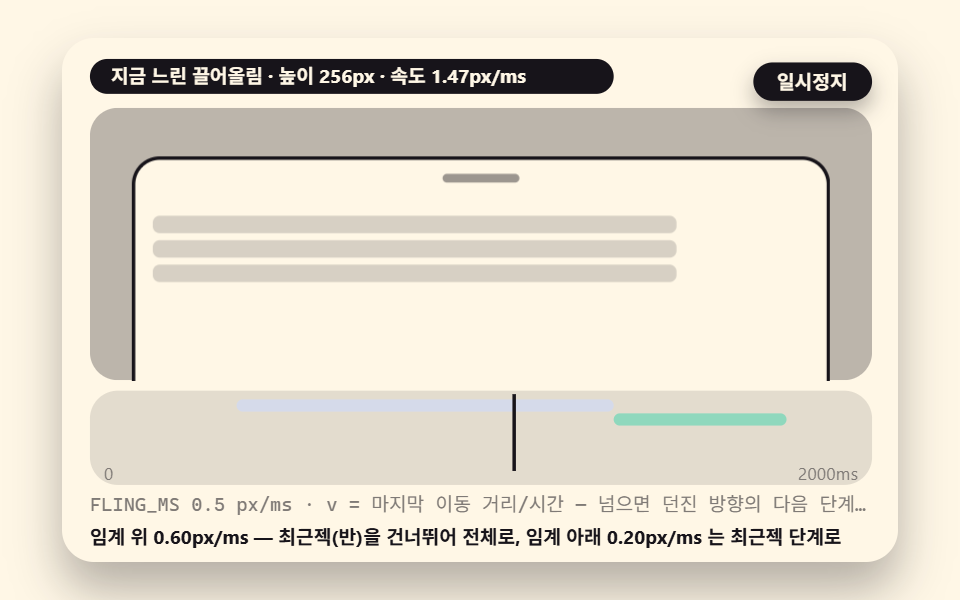 지금 느린 끌어올림 · 높이 256px · 속도 1.47px/ms
일시정지
0
2000ms
FLING_MS 0.5 px/ms · v = 마지막 이동 거리/시간 — 넘으면 던진 방향의 다음 단계…
임계 위 0.60px/ms — 최근젝(반)을 건너뛰어 전체로, 임계 아래 0.20px/ms 는 최근젝 단계로